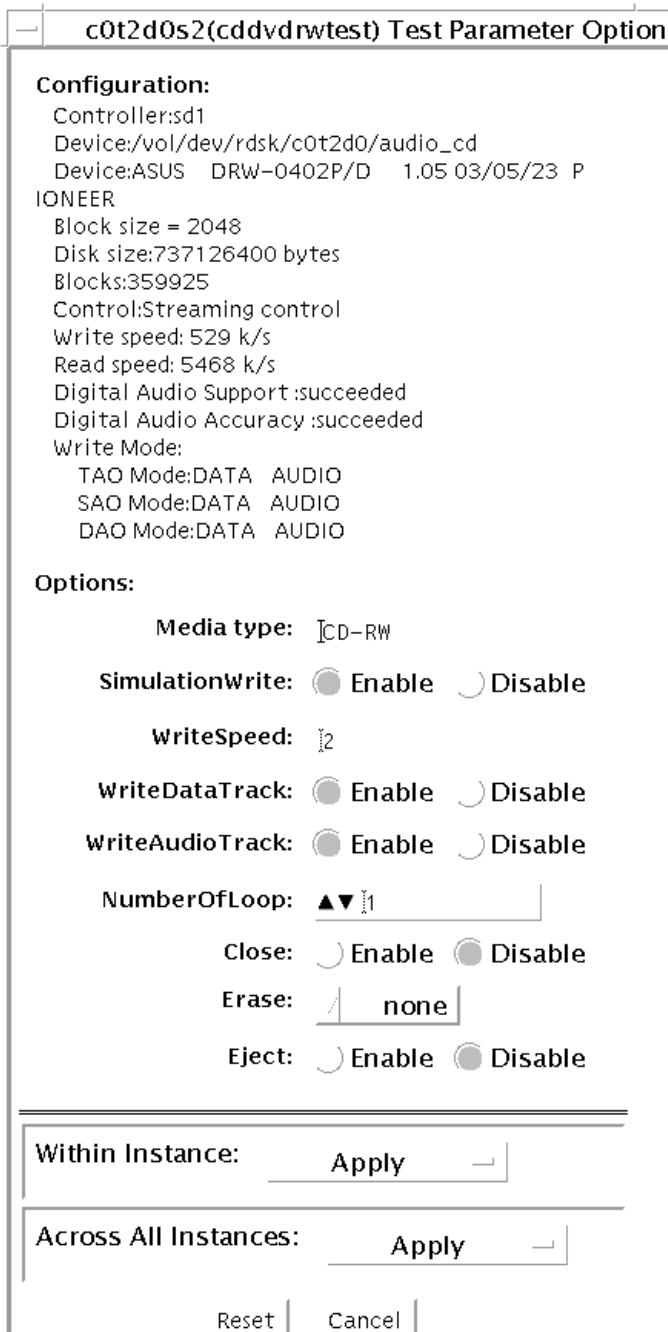 c0t2d0s2(cddvdrwtest) Test Parameter Option
Configuration:
Controller:sd1
Device:/vol/dev/rdsk/c0t2d0/audio_cd
Device:ASUS DRW-0402P/D 1.05 03/05/23 P
IONEER
Block size = 2048
Disk size:737126400 bytes
Blocks:359925
Control:Streaming control
Write speed: 529 k/s
Read speed: 5468 k/s
Digital Audio Support :succeeded
Digital Audio Accuracy :succeeded
Write Mode:
TAO Mode:DATA AUDIO
SAO Mode:DATA AUDIO
DAO Mode:DATA AUDIO
Options:
Media type: CD-RW
SimulationWrite: Enable Disable
WriteSpeed: 2
WriteDataTrack: Enable Disable
WriteAudioTrack: Enable Disable
NumberOfLoop: 1
Close: Enable Disable
Erase: none
Eject: Enable Disable
Within Instance: Apply
Across All Instances: Apply
Reset Cancel